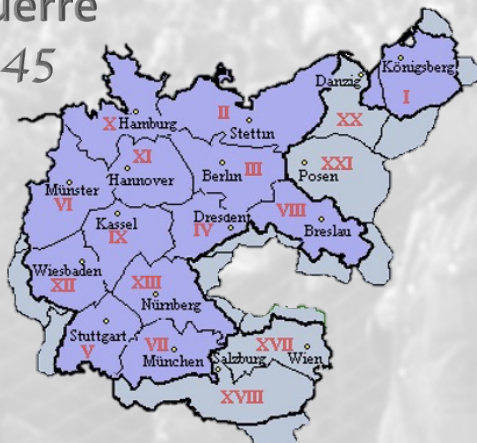 uerre
45
Danzig
Königsberg
I
X Hamburg
II
Stettin
XX
XI
Hannover
Berlin III
Posen
XXI
Münster
VI
Kassel
IX
Dresden
IV
VIII
Breslau
Wiesbaden
XII
XIII
Nürnberg
Stuttgart
V
VII
München
Salzburg
XVII
Wien
XVIII